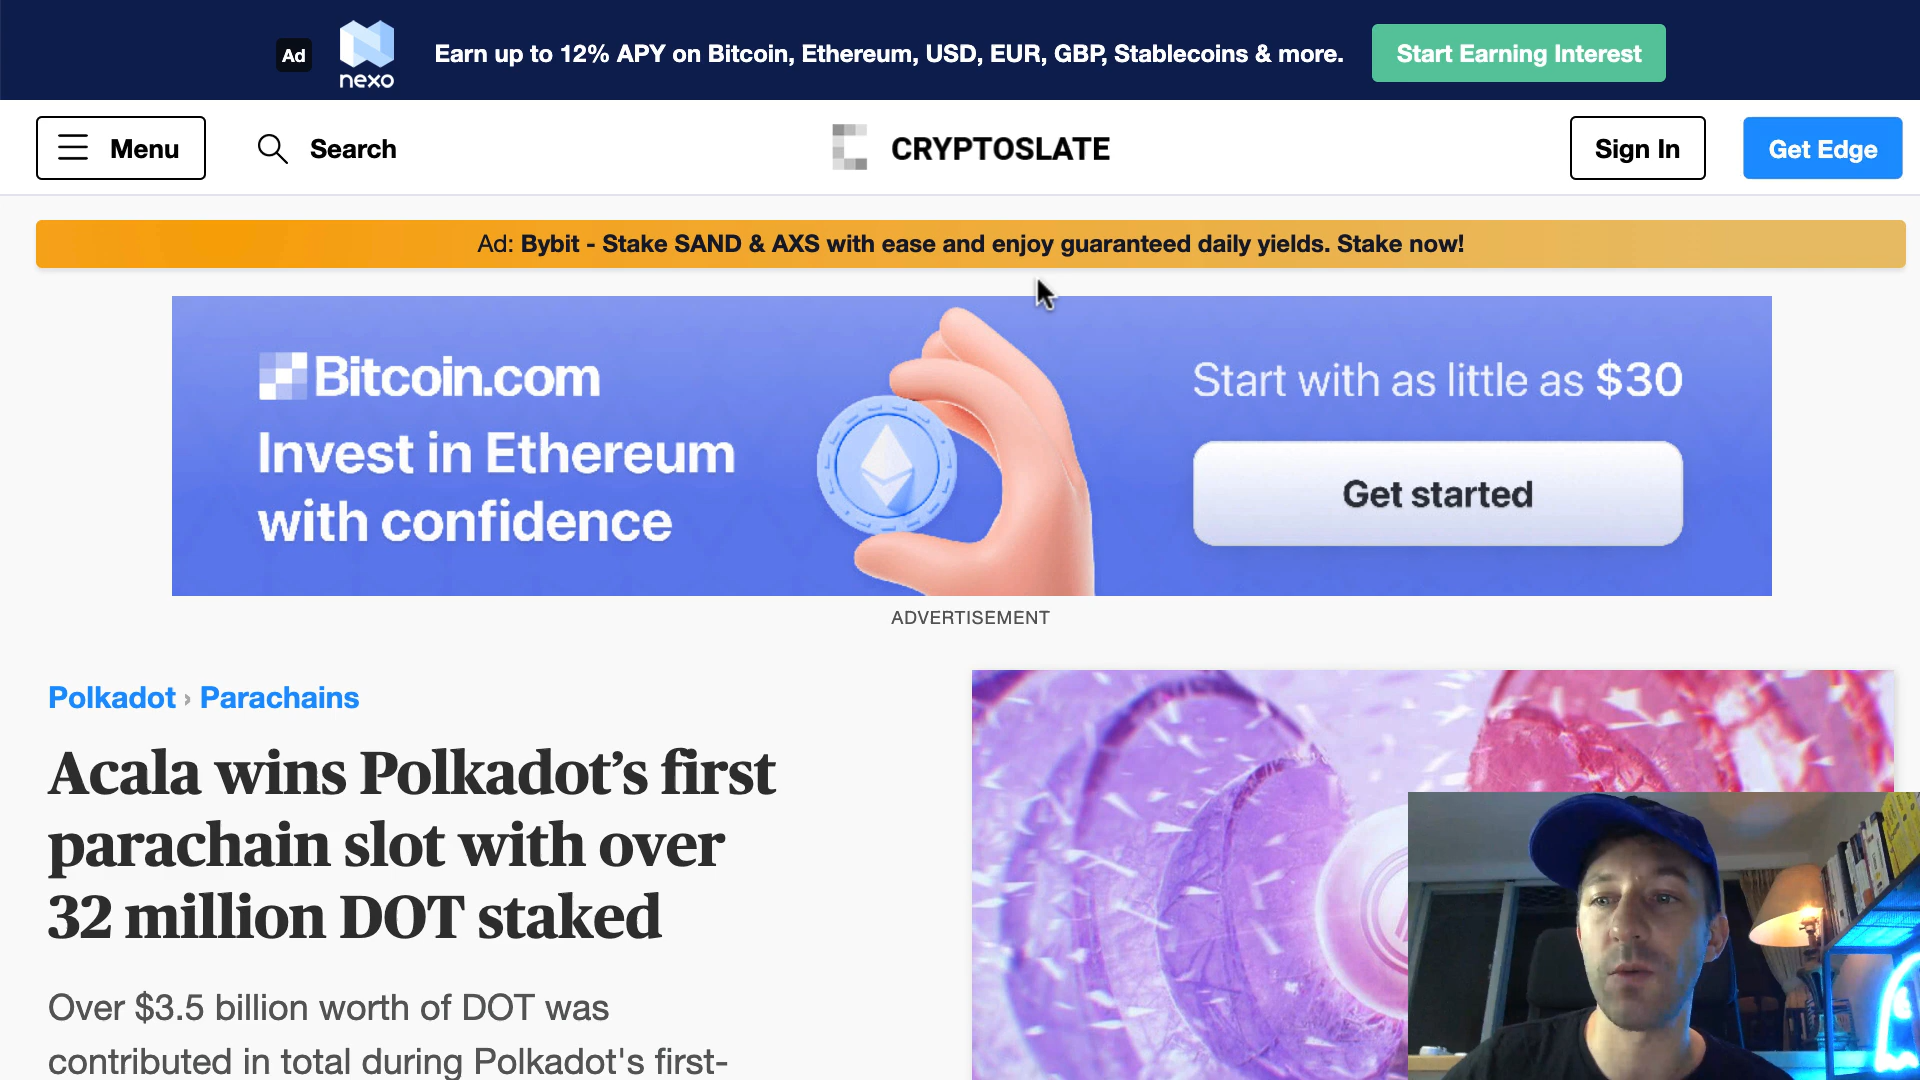 Ad
nexo
Earn up to 12% APY on Bitcoin, Ethereum, USD, EUR, GBP, Stablecoins & more.
Start Earning Interest
Menu
Search
CRYPTOSLATE
Sign In
Get Edge
Ad: Bybit - Stake SAND & AXS with ease and enjoy guaranteed daily yields. Stake now!
Bitcoin.com
Invest in Ethereum
with confidence
Start with as little as $30
Get started
ADVERTISEMENT
Polkadot › Parachains
Acala wins Polkadot’s first
parachain slot with over
32 million DOT staked
Over $3.5 billion worth of DOT was
contributed in total during Polkadot's first-